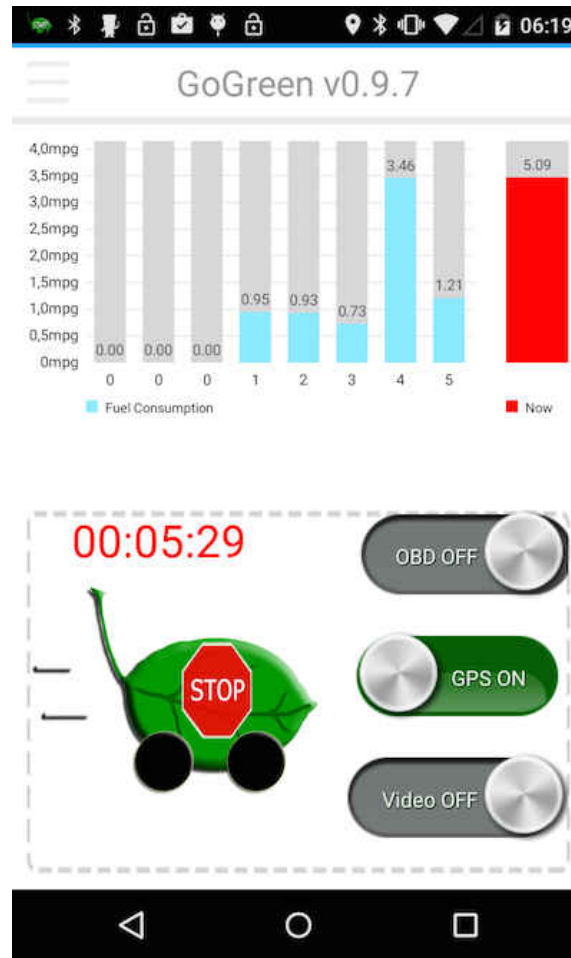 06:19
GoGreen v0.9.7
4,0mpg
3,5mpg
3,0mpg
2,5mpg
2,0mpg
1,5mpg
1,0mpg
0,5mpg
0mpg
0.00 0.00 0.00 0.95 0.93 0.73 3.46 1.21 5.09
0 0 0 1 2 3 4 5
Fuel Consumption Now
00:05:29
OBD OFF
STOP
GPS ON
Video OFF